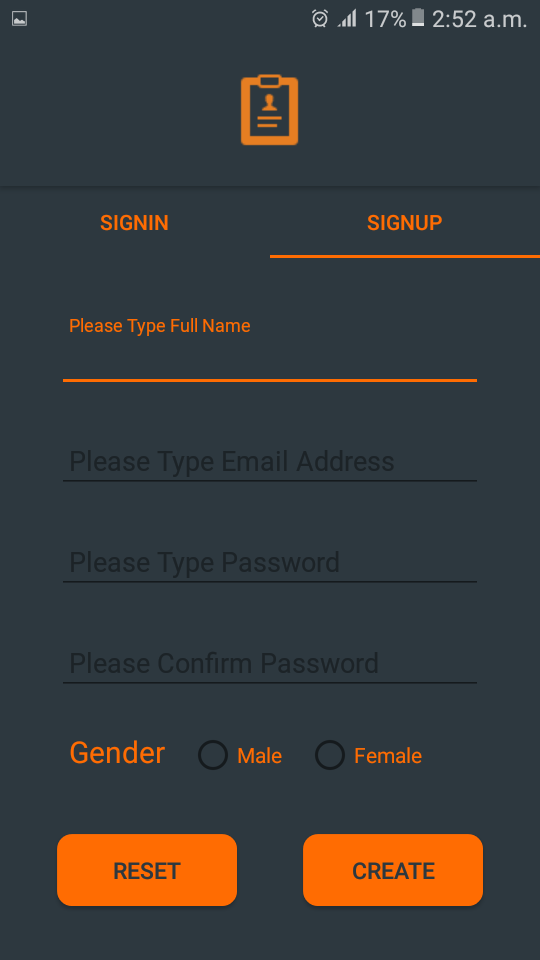 17% 2:52 a.m.
SIGNIN SIGNUP
Please Type Full Name
Please Type Email Address
Please Type Password
Please Confirm Password
Gender Male Female
RESET CREATE